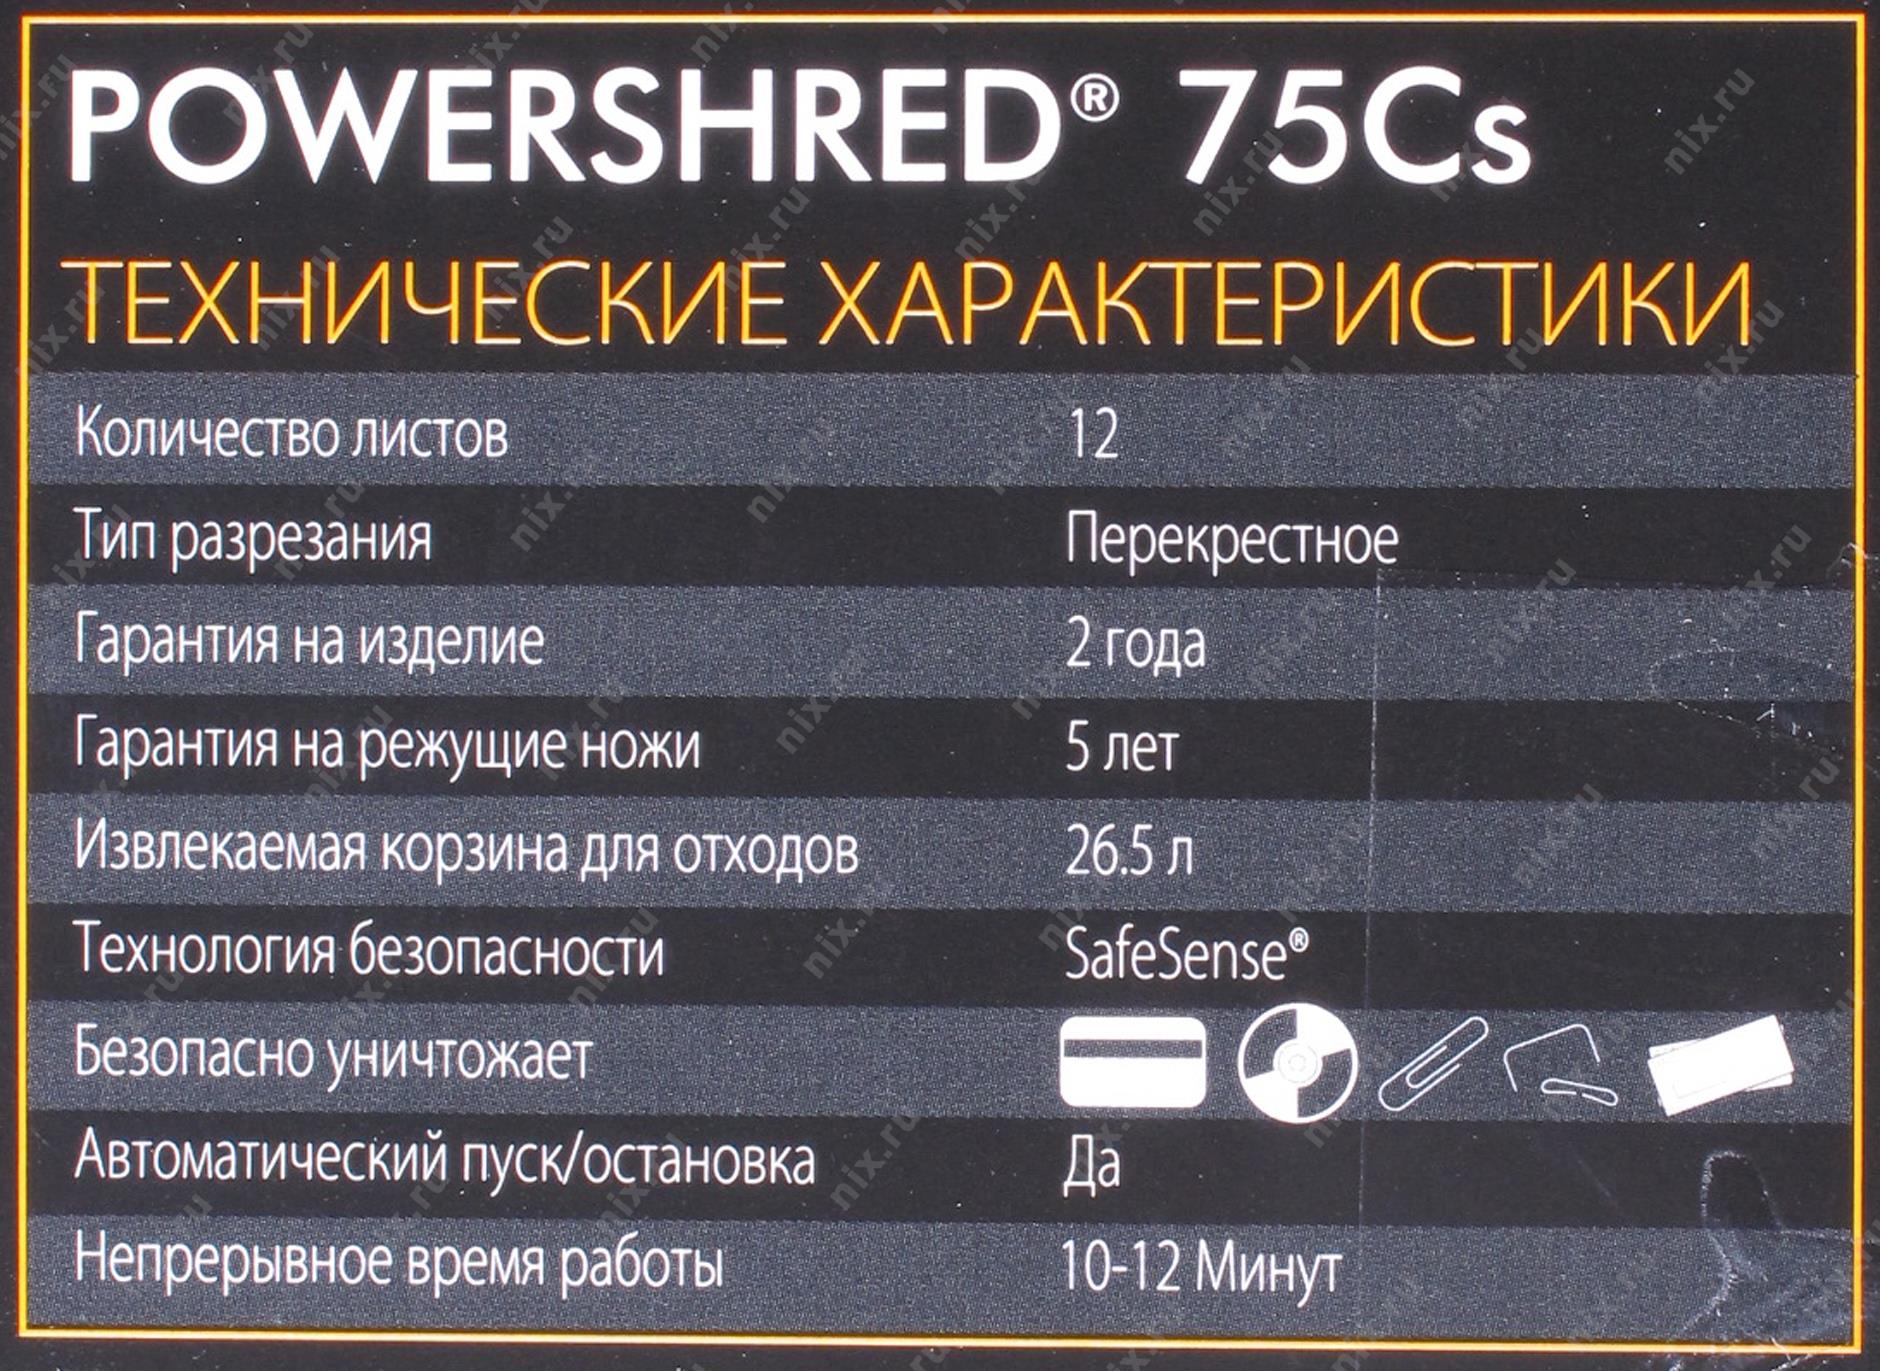 POWERSHRED® 75Cs
ТЕХНИЧЕСКИЕ ХАРАКТЕРИСТИКИ
Количество листов 12
Тип разрезания Перекрестное
Гарантия на изделие 2 года
Гарантия на режущие ножи 5 лет
Извлекаемая корзина для отходов 26.5 л
Технология безопасности SafeSense®
Безопасно уничтожает
Автоматический пуск/остановка Да
Непрерывное время работы 10-12 Минут
nix.ru